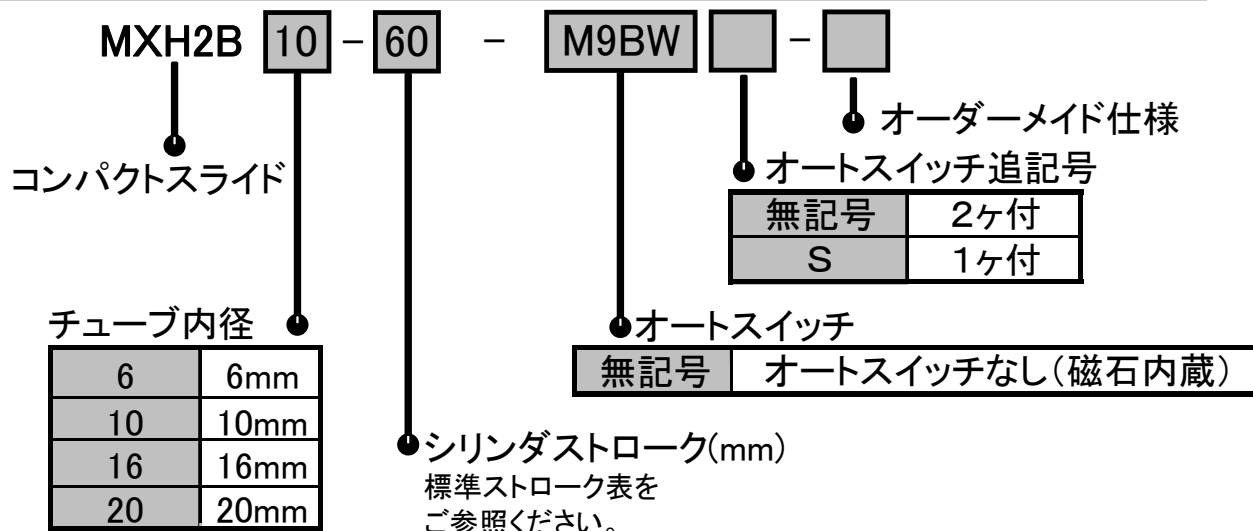 MXH2B 10 - 60 - M9BW -
オーダーメイド仕様
コンパクトスライド
オートスイッチ追記号
無記号 2ヶ付
S 1ヶ付
チューブ内径
オートスイッチ
無記号 オートスイッチなし(磁石内蔵)
6 6mm
10 10mm
16 16mm
20 20mm
シリンダストローク(mm)
標準ストローク表を
ご参照ください。